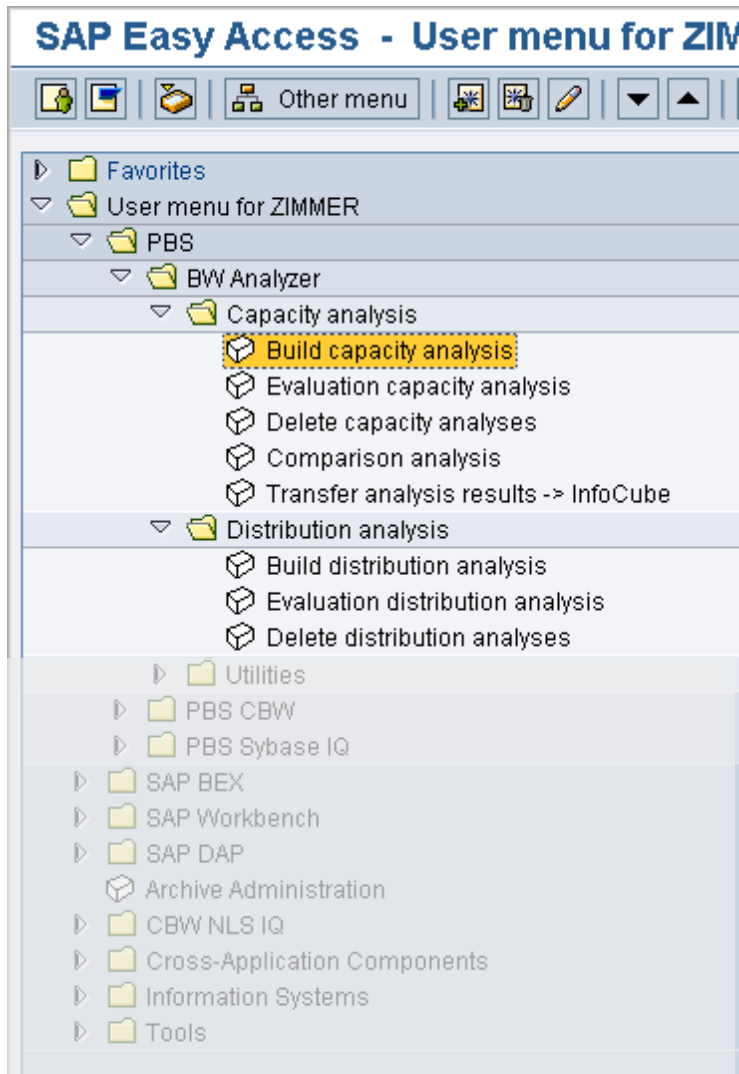 SAP Easy Access - User menu for ZIM
Other menu
Favorites
User menu for ZIMMER
PBS
BW Analyzer
Capacity analysis
Build capacity analysis
Evaluation capacity analysis
Delete capacity analyses
Comparison analysis
Transfer analysis results -> InfoCube
Distribution analysis
Build distribution analysis
Evaluation distribution analysis
Delete distribution analyses
Utilities
PBS CBW
PBS Sybase IQ
SAP BEX
SAP Workbench
SAP DAP
Archive Administration
CBW NLS IQ
Cross-Application Components
Information Systems
Tools